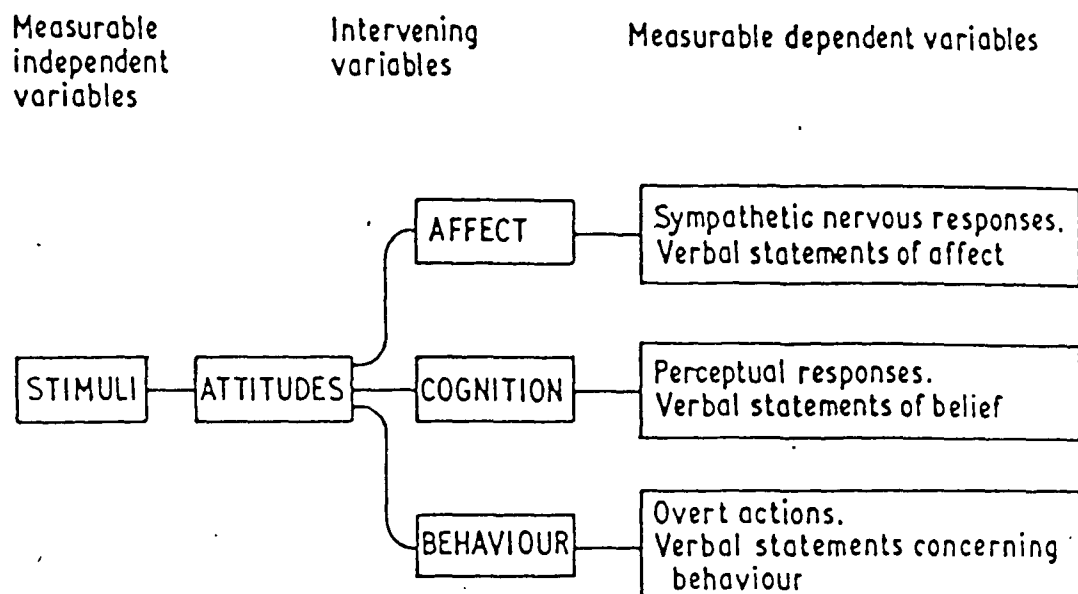 Measurable
independent
variables
Intervening
variables
Measurable dependent variables
AFFECT
Sympathetic nervous responses.
Verbal statements of affect
STIMULI
ATTITUDES
COGNITION
Perceptual responses.
Verbal statements of belief
BEHAVIOUR
Overt actions.
Verbal statements concerning
behaviour